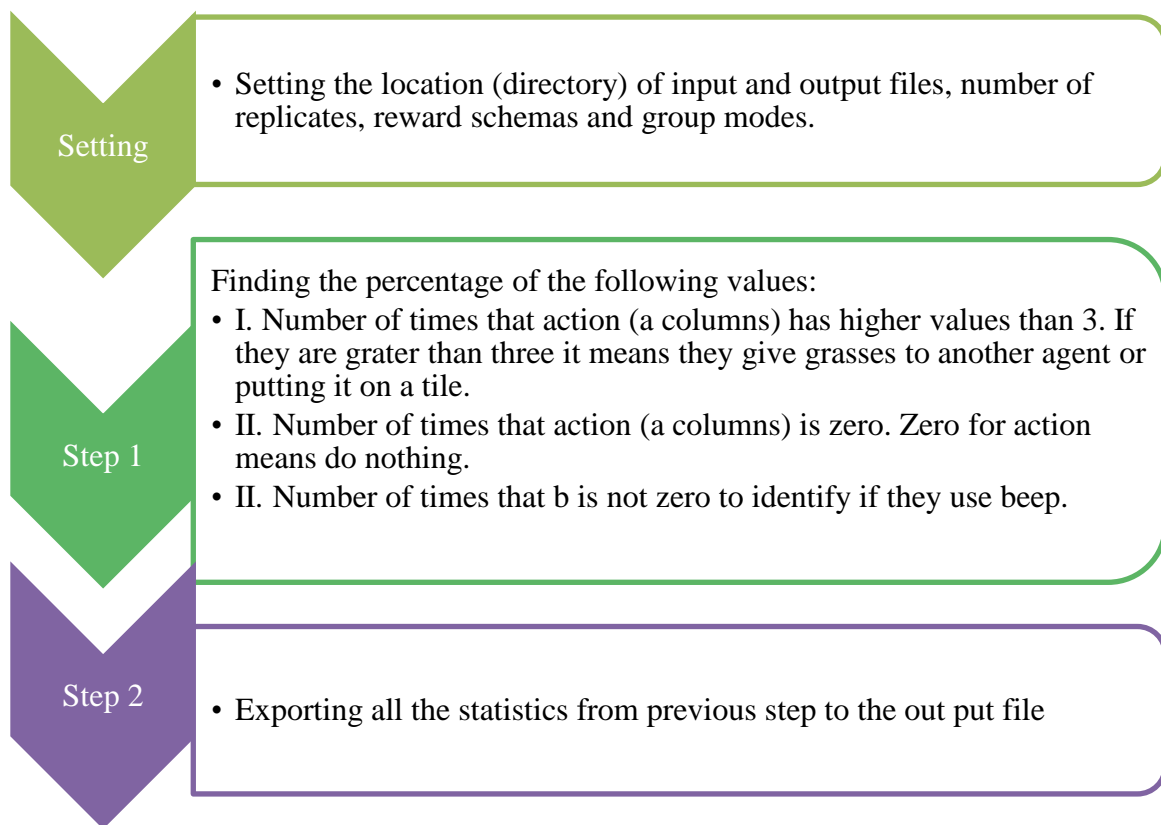 Setting
• Setting the location (directory) of input and output files, number of
replicates, reward schemas and group modes.
Step 1
Finding the percentage of the following values:
• I. Number of times that action (a columns) has higher values than 3. If
they are grater than three it means they give grasses to another agent or
putting it on a tile.
• II. Number of times that action (a columns) is zero. Zero for action
means do nothing.
• II. Number of times that b is not zero to identify if they use beep.
Step 2
• Exporting all the statistics from previous step to the out put file